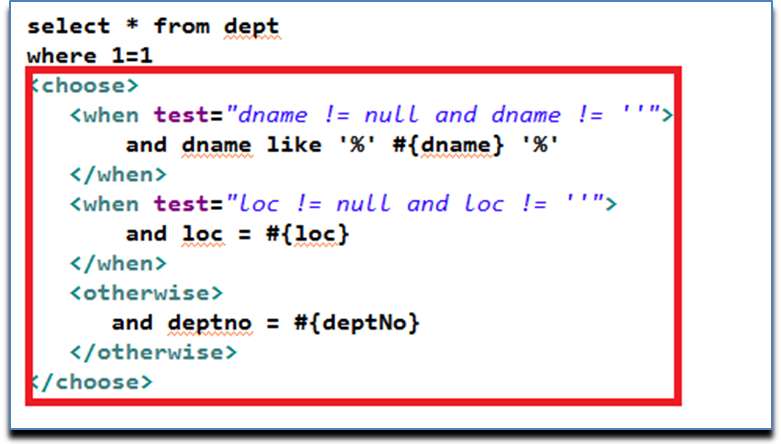 select * from dept
where 1=1
<choose>
<when test="dname != null and dname != ''">
and dname like '%' #{dname} '%'
</when>
<when test="loc != null and loc != ''">
and loc = #{loc}
</when>
<otherwise>
and deptno = #{deptNo}
</otherwise>
</choose>